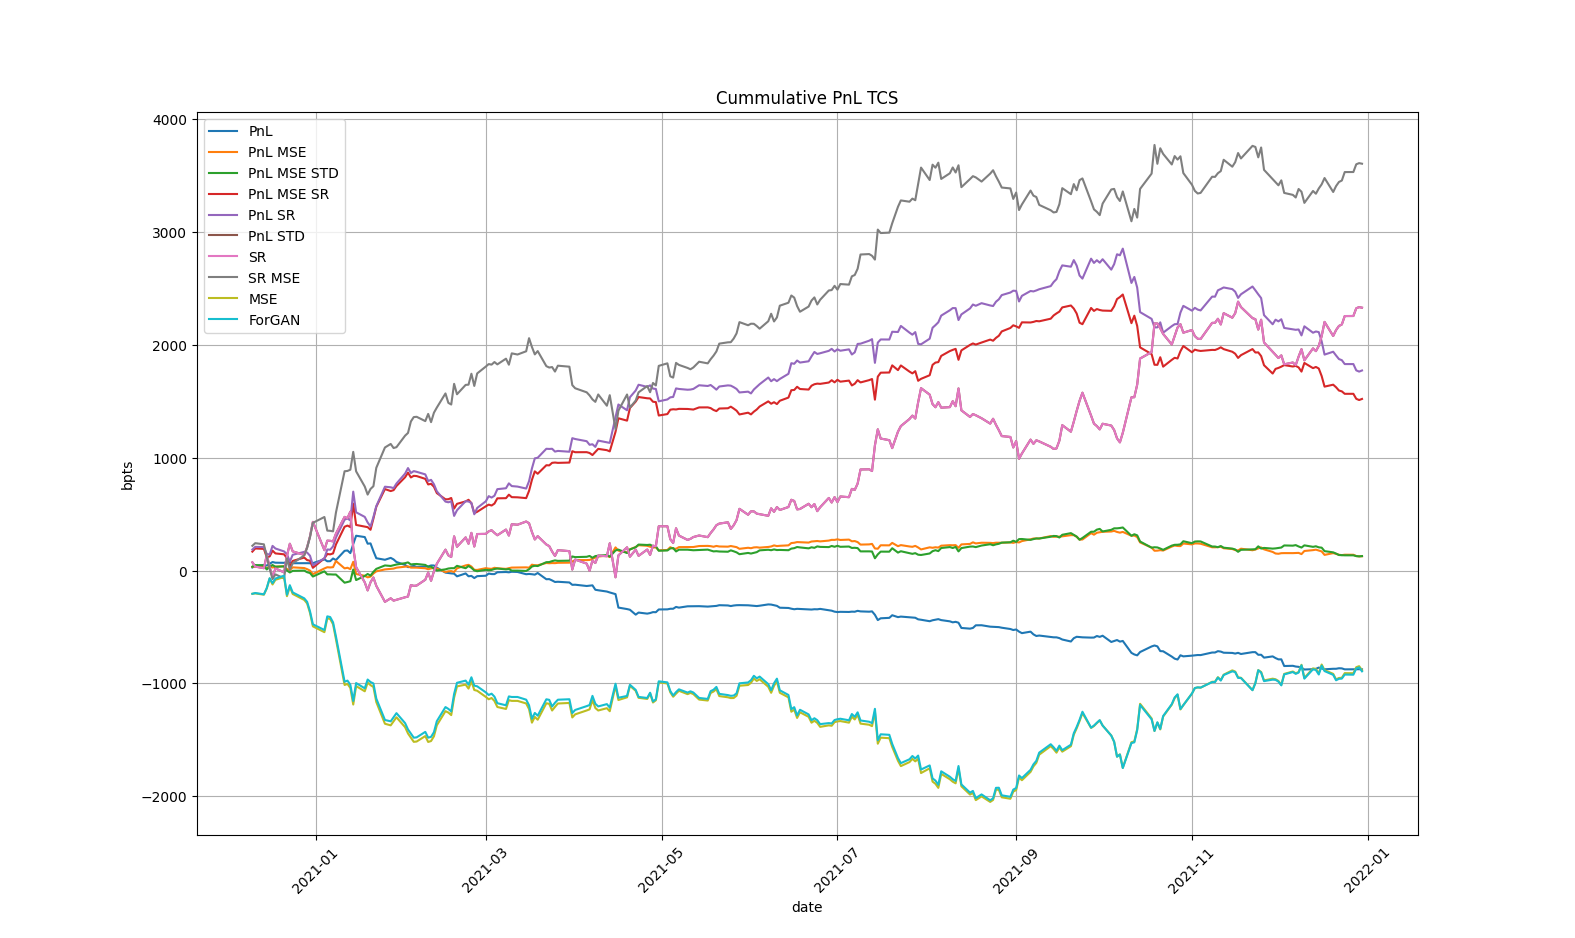 Cummulative PnL TCS
4000
3000
2000
1000
0
−1000
−2000
bpts
PnL
PnL MSE
PnL MSE STD
PnL MSE SR
PnL SR
PnL STD
SR
SR MSE
MSE
ForGAN
2021-01
2021-03
2021-05
2021-07
2021-09
2021-11
2022-01
date